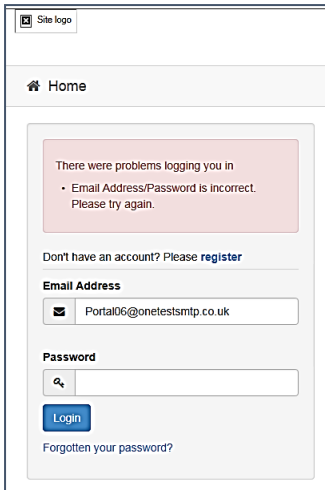 Site logo
Home
There were problems logging you in
• Email Address/Password is incorrect.
Please try again.
Don't have an account? Please register
Email Address
Portal06@onetestsmtp.co.uk
Password
Login
Forgotten your password?